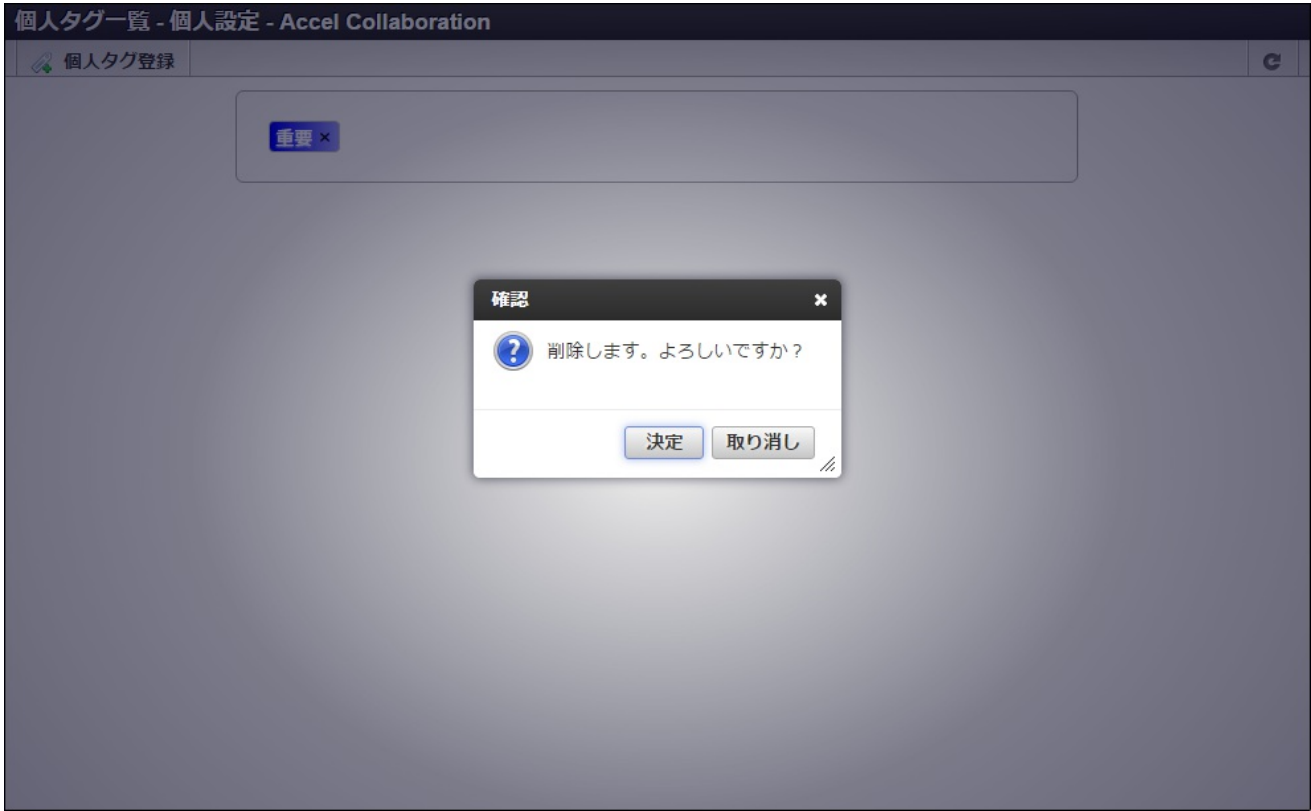 個人タグ一覧 - 個人設定 - Accel Collaboration
個人タグ登録
重要 ×
確認
削除します。よろしいですか？
決定 取り消し